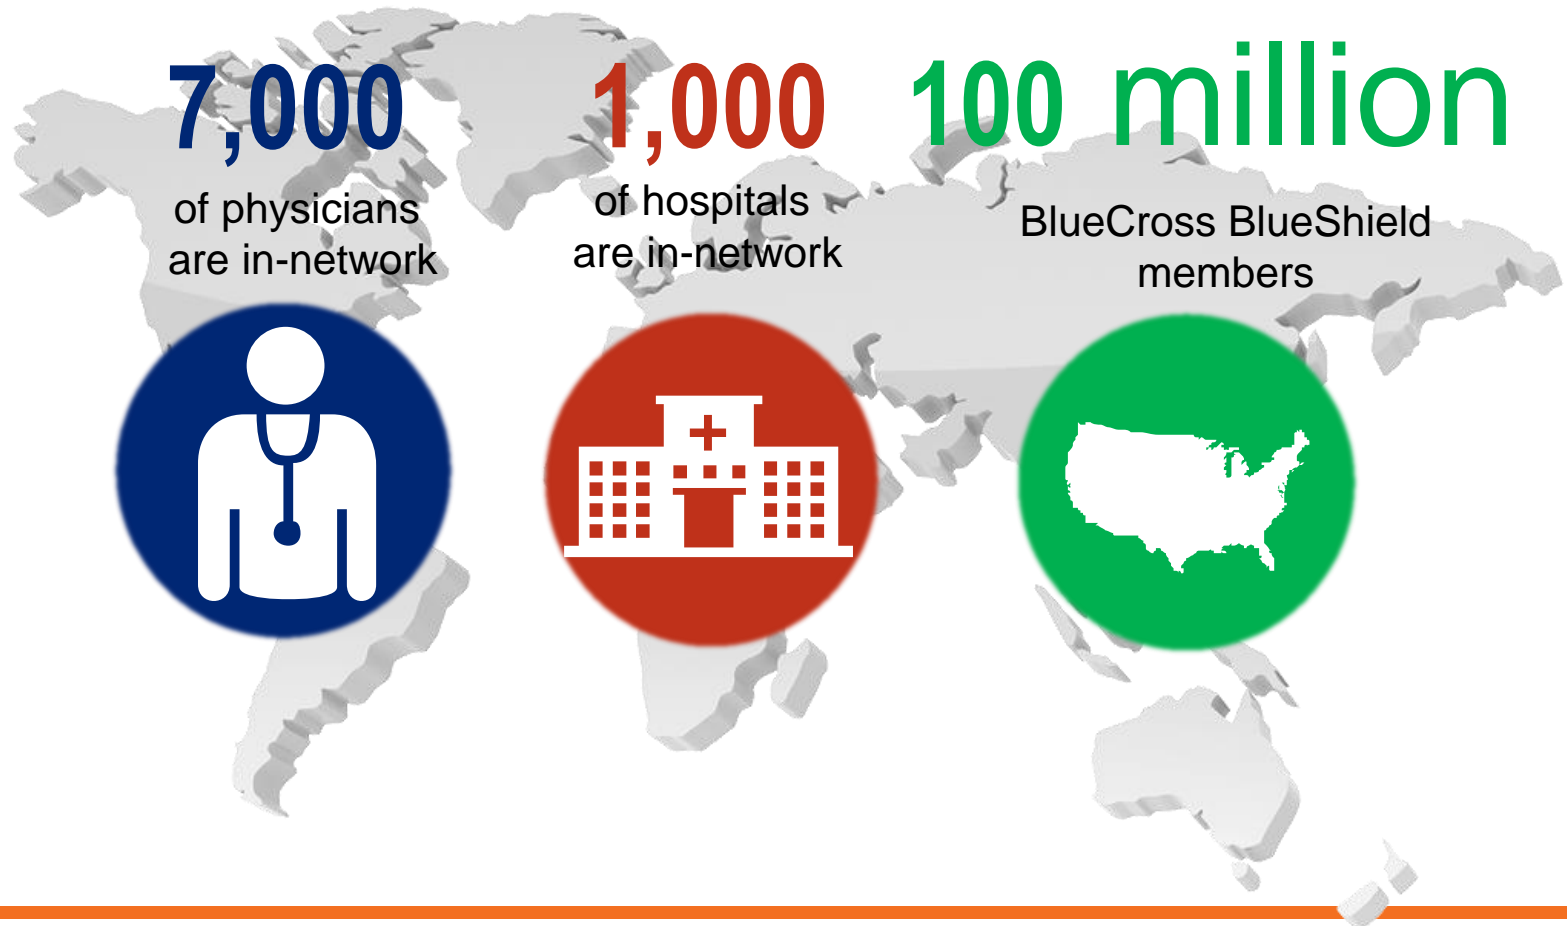 7,000
of physicians
are in-network
1,000
of hospitals
are in-network
100 million
BlueCross BlueShield
members